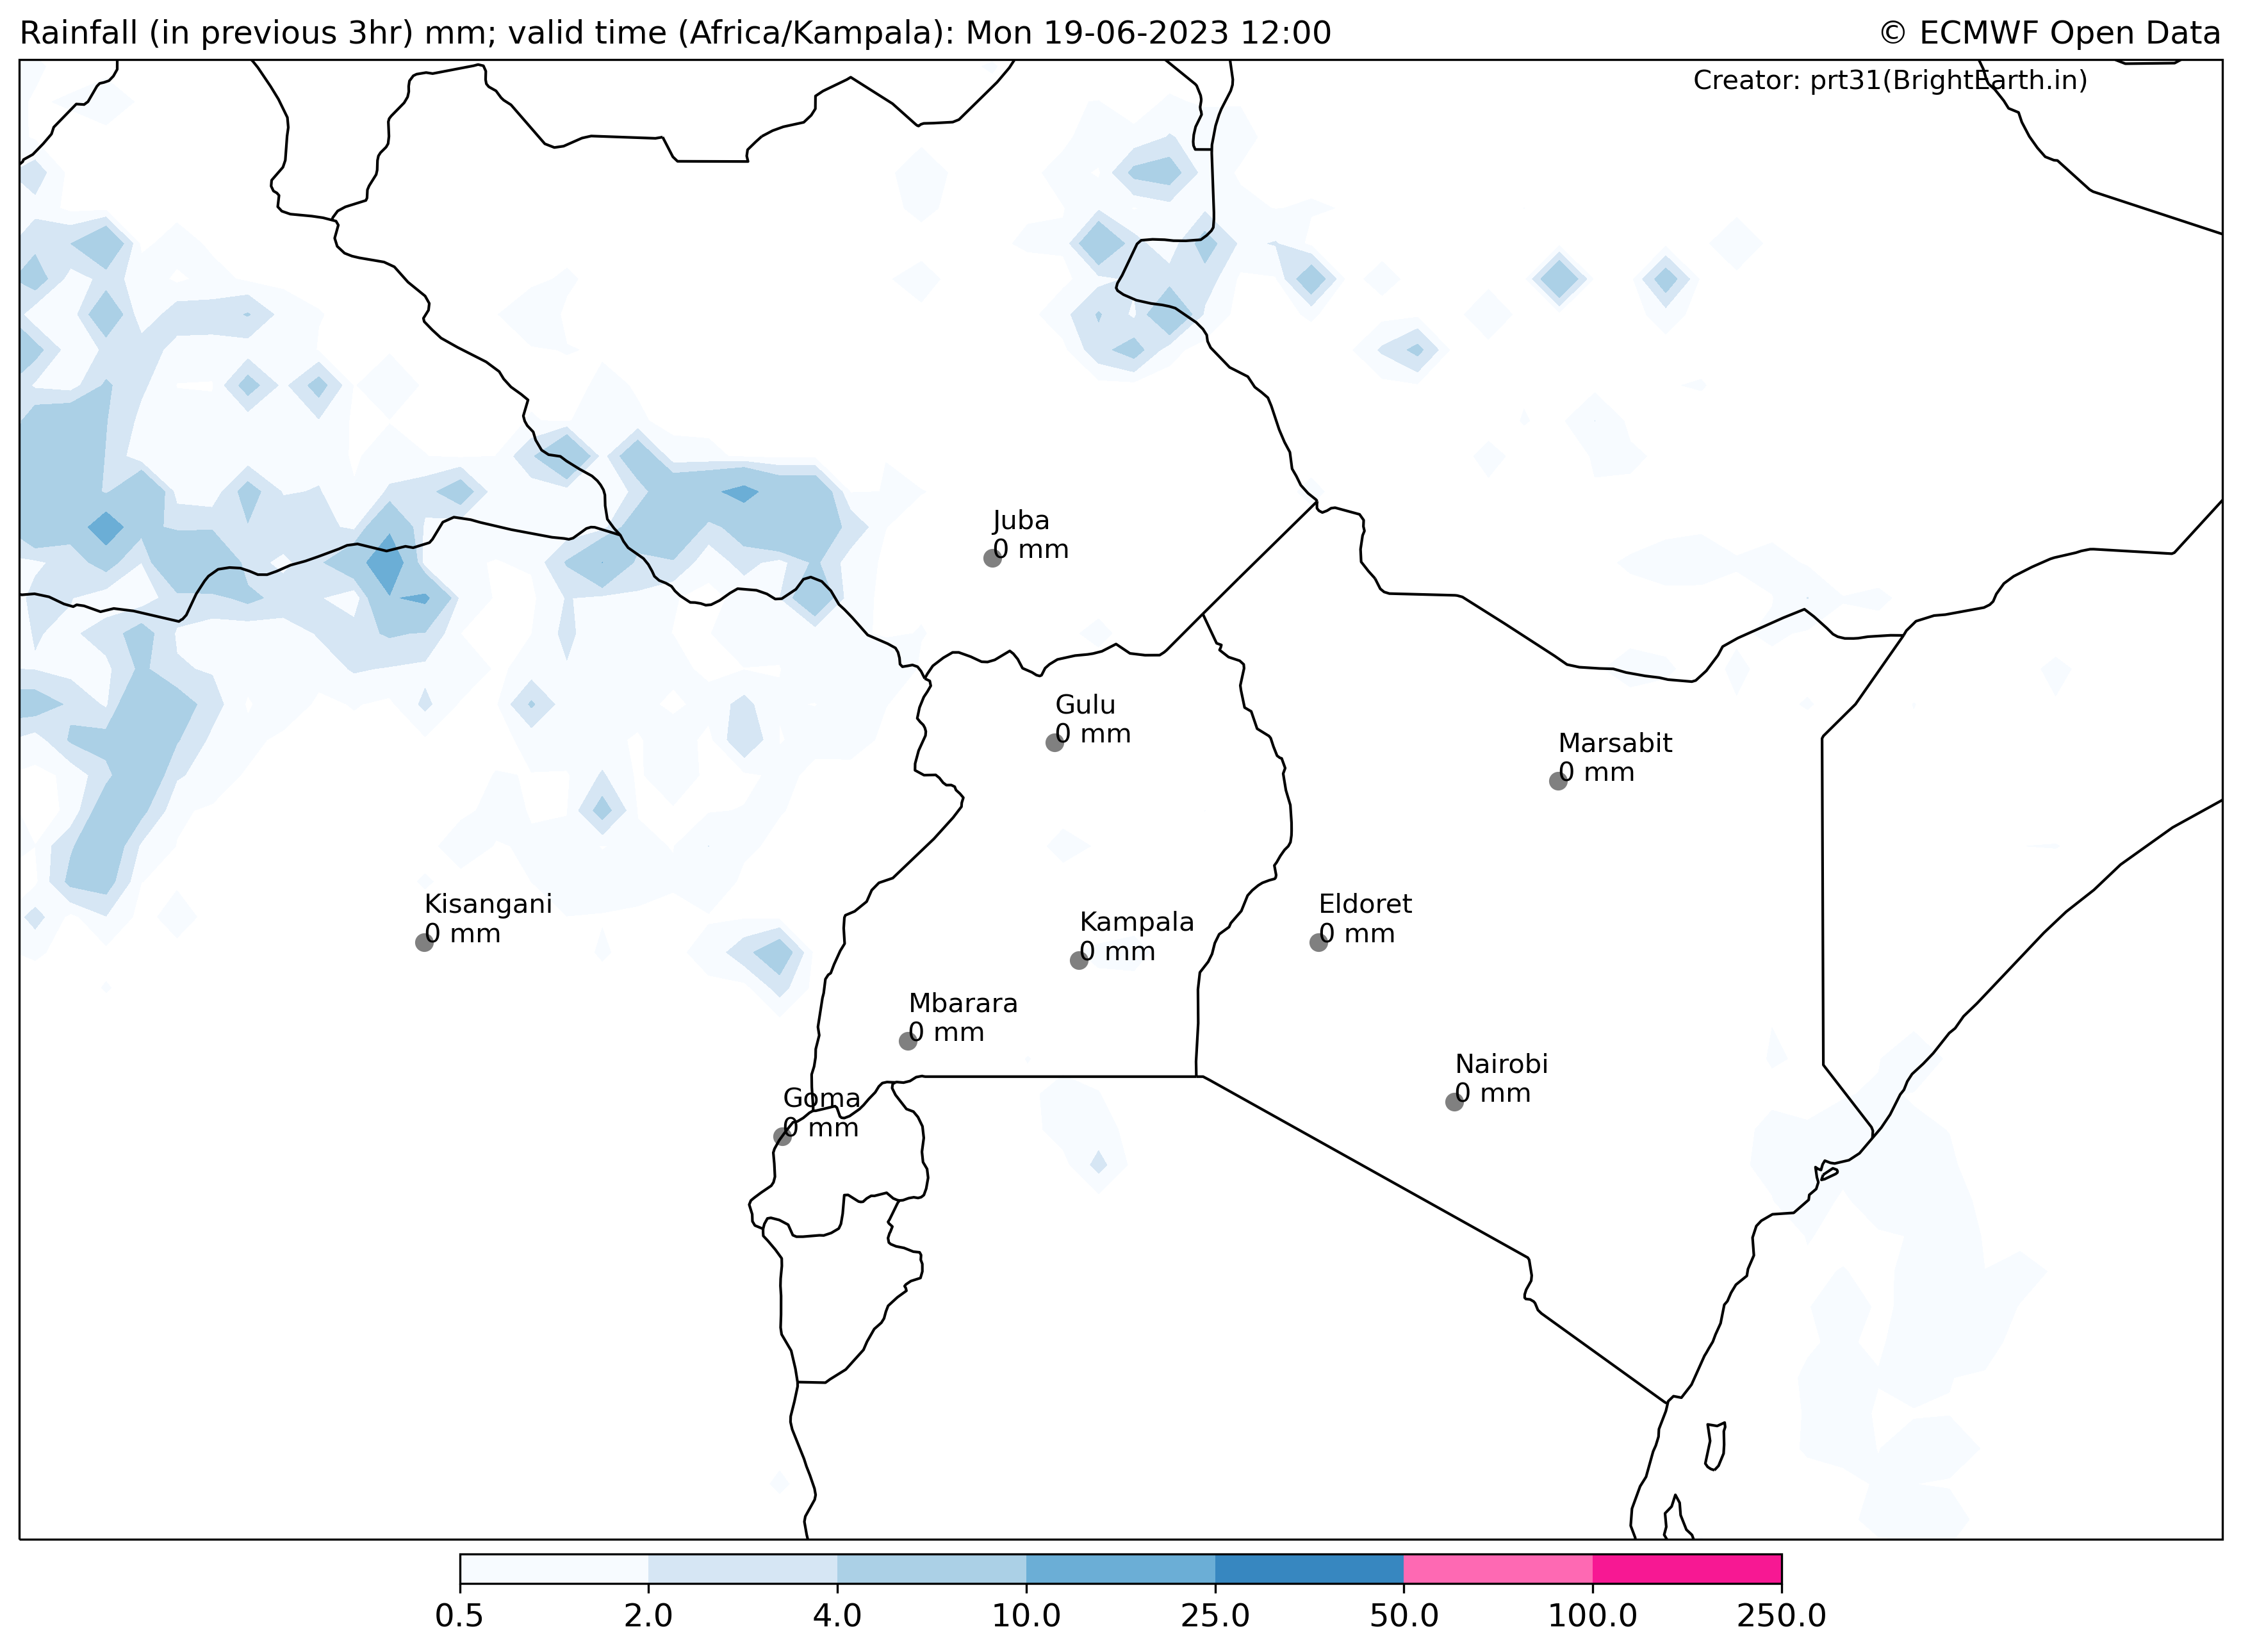 Rainfall (in previous 3hr) mm; valid time (Africa/Kampala): Mon 19-06-2023 12:00
© ECMWF Open Data
Creator: prt31(BrightEarth.in)
Juba
0 mm
Gulu
0 mm
Marsabit
0 mm
Kisangani
0 mm
Kampala
0 mm
Eldoret
0 mm
Mbarara
0 mm
Nairobi
0 mm
Goma
0 mm
0.5 2.0 4.0 10.0 25.0 50.0 100.0 250.0